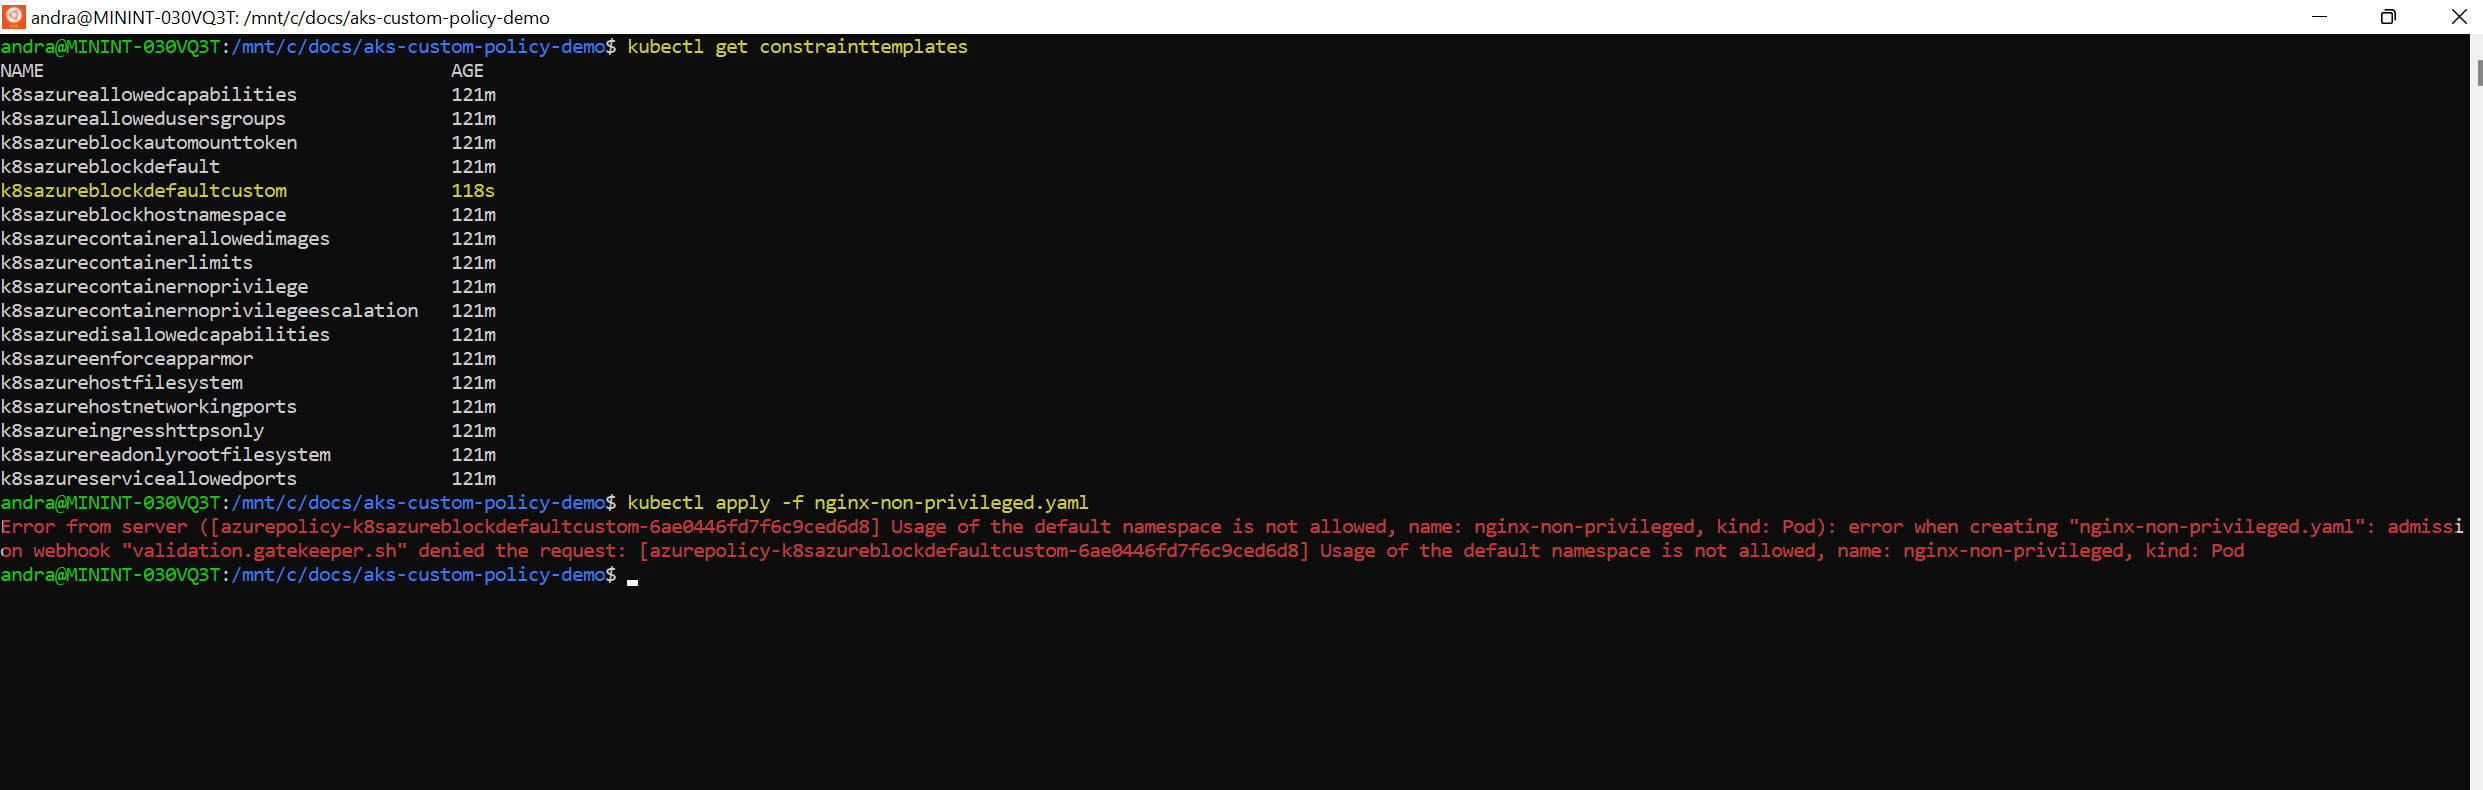 andra@MININT-030VQ3T: /mnt/c/docs/aks-custom-policy-demo
andra@MININT-030VQ3T:/mnt/c/docs/aks-custom-policy-demo$ kubectl get constrainttemplates
NAME AGE
k8sazureallowedcapabilities 121m
k8sazureallowedusersgroups 121m
k8sazureblockautomounttoken 121m
k8sazureblockdefault 121m
k8sazureblockdefaultcustom 118s
k8sazureblockhostnamespace 121m
k8sazurecontainerallowedimages 121m
k8sazurecontainerlimits 121m
k8sazurecontainernoprivilege 121m
k8sazurecontainernoprivilegeescalation 121m
k8sazuredisallowedcapabilities 121m
k8sazureenforceapparmor 121m
k8sazurehostfilesystem 121m
k8sazurehostnetworkingports 121m
k8sazureingresshttpsonly 121m
k8sazurereadonlyrootfilesystem 121m
k8sazureserviceallowedports 121m
andra@MININT-030VQ3T:/mnt/c/docs/aks-custom-policy-demo$ kubectl apply -f nginx-non-privileged.yaml
Error from server ([azurepolicy-k8sazureblockdefaultcustom-6ae0446fd7f6c9ced6d8] Usage of the default namespace is not allowed, name: nginx-non-privileged, kind: Pod): error when creating "nginx-non-privileged.yaml": admissi
on webhook "validation.gatekeeper.sh" denied the request: [azurepolicy-k8sazureblockdefaultcustom-6ae0446fd7f6c9ced6d8] Usage of the default namespace is not allowed, name: nginx-non-privileged, kind: Pod
andra@MININT-030VQ3T:/mnt/c/docs/aks-custom-policy-demo$